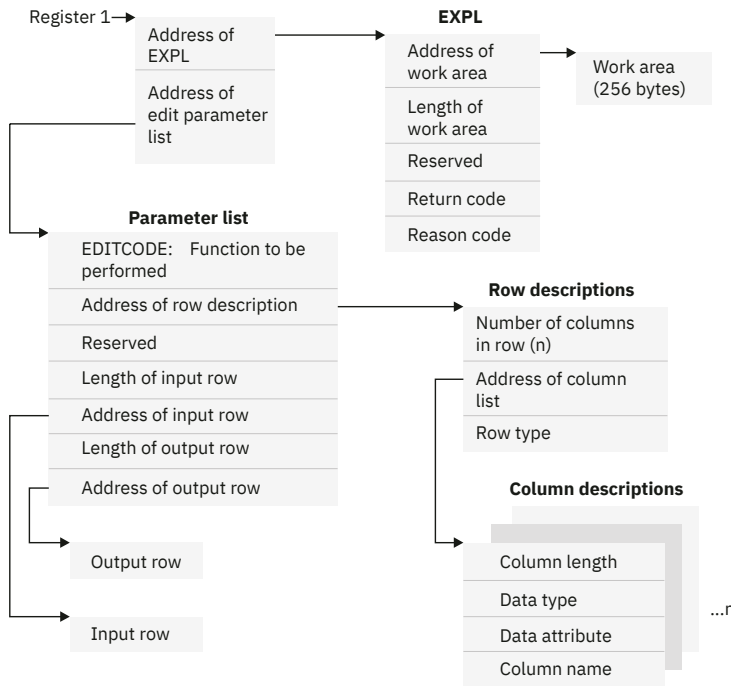 Register 1
Address of
EXPL
Address of
edit parameter
list
EXPL
Address of
work area
Length of
work area
Reserved
Return code
Reason code
Work area
(256 bytes)
Parameter list
EDITCODE: Function to be
performed
Address of row description
Reserved
Length of input row
Address of input row
Length of output row
Address of output row
Output row
Input row
Row descriptions
Number of columns
in row (n)
Address of column
list
Row type
Column descriptions
Column length
Data type
Data attribute
Column name